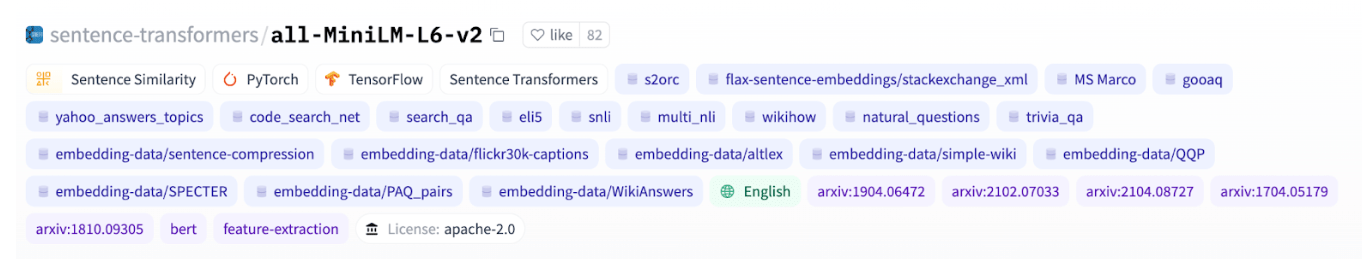 sentence-transformers/all-MiniLM-L6-v2 like 82
Sentence Similarity PyTorch TensorFlow Sentence Transformers s2orc flax-sentence-embeddings/stackexchange_xml MS Marco gooaq
yahoo_answers_topics code_search_net search_qa eli5 snli multi_nli wikihow natural_questions trivia_qa
embedding-data/sentence-compression embedding-data/flickr30k-captions embedding-data/altlex embedding-data/simple-wiki embedding-data/QQP
embedding-data/SPECTER embedding-data/PAQ_pairs embedding-data/WikiAnswers English arxiv:1904.06472 arxiv:2102.07033 arxiv:2104.08727 arxiv:1704.05179
arxiv:1810.09305 bert feature-extraction License: apache-2.0